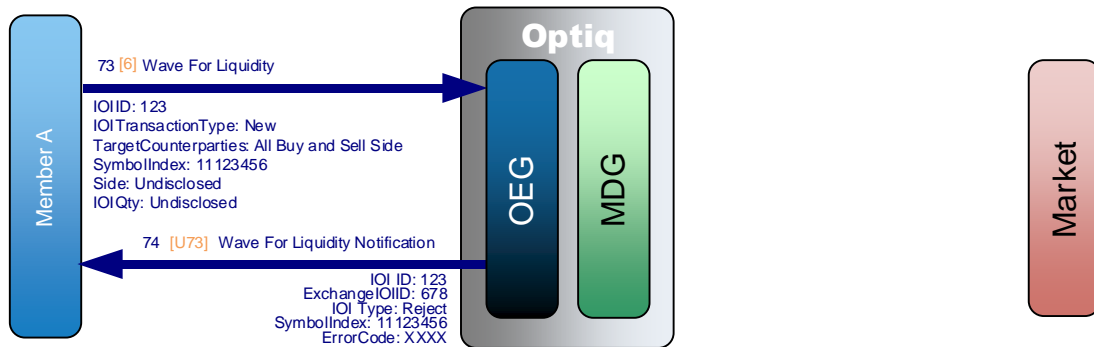 Optiq
Member A
73 [6] Wave For Liquidity
IOIID: 123
IOITransactionType: New
TargetCounterparties: All Buy and Sell Side
SymbolIndex: 11123456
Side: Undisclosed
IOIQty: Undisclosed
OEG
MDG
Market
74 [U73] Wave For Liquidity Notification
IOI ID: 123
ExchangeIOIID: 678
IOI Type: Reject
SymbolIndex: 11123456
ErrorCode: XXXX